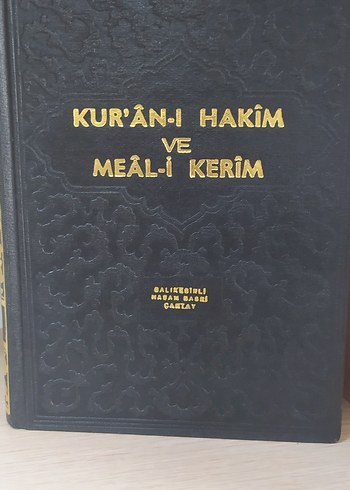 KUR'ÂN-I HAKÎM
VE
MEÂL-İ KERÎM
BALIKESİRLİ
HASAN BASRİ
ÇANTAY